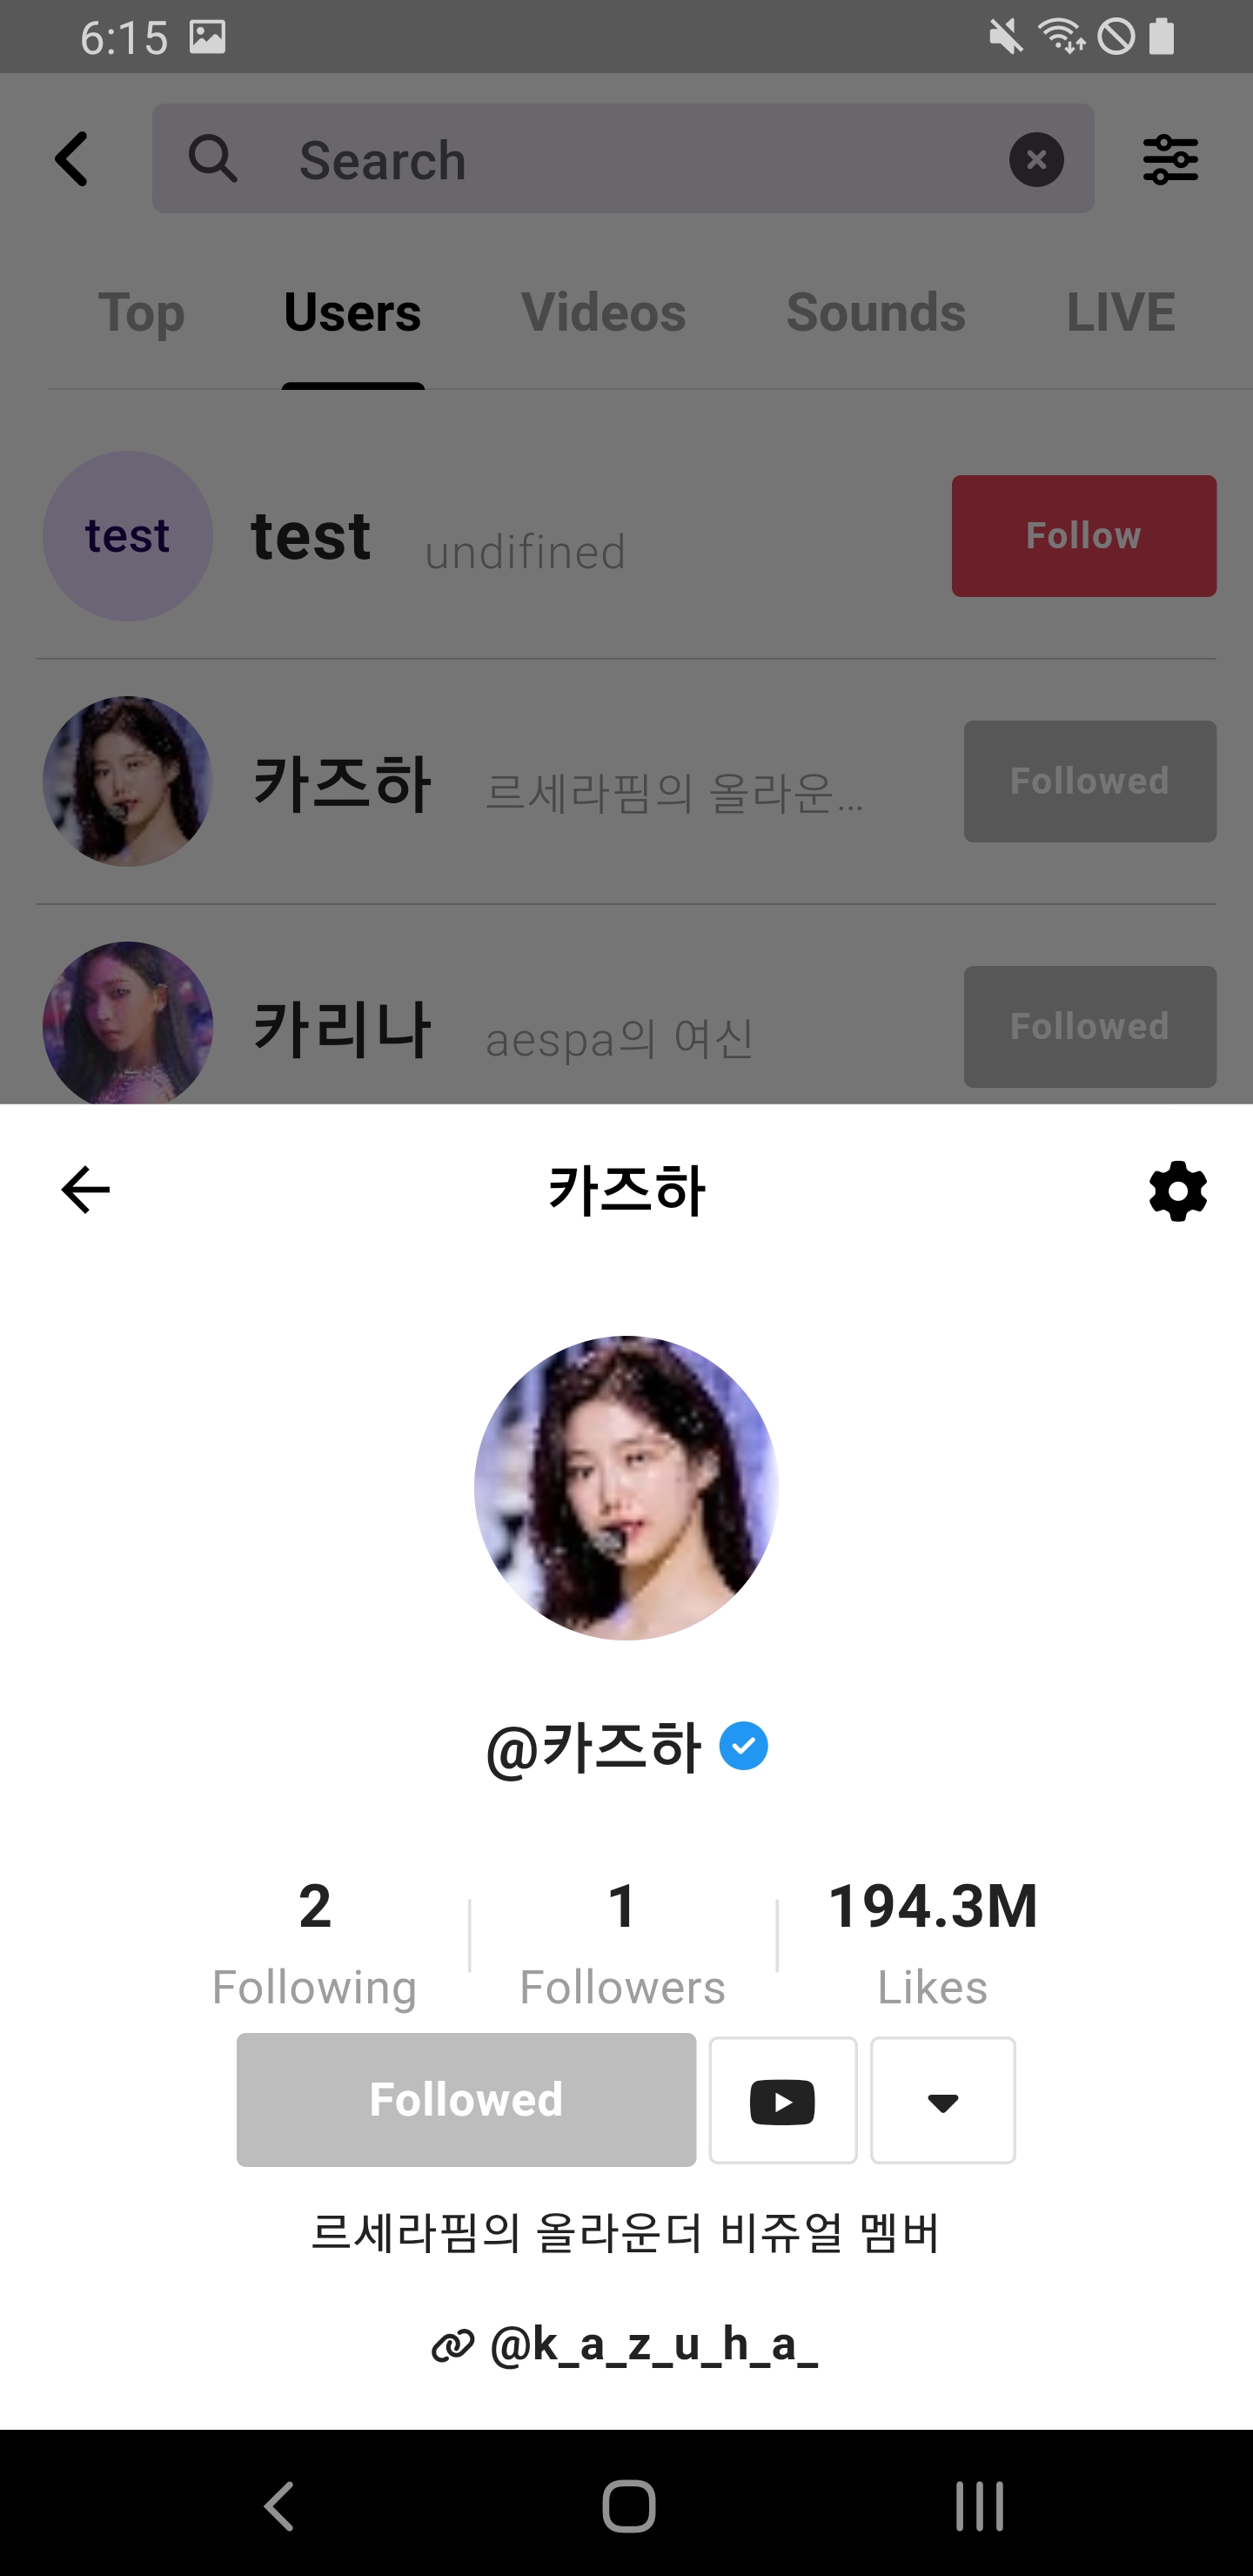 6:15
Search
Top Users Videos Sounds LIVE
test test undifined Follow
카즈하 르세라핌의 올라운... Followed
카리나 aespa의 여신 Followed
카즈하
@카즈하
2 1 194.3M
Following Followers Likes
Followed
르세라핌의 올라운더 비쥬얼 멤버
@k_a_z_u_h_a_